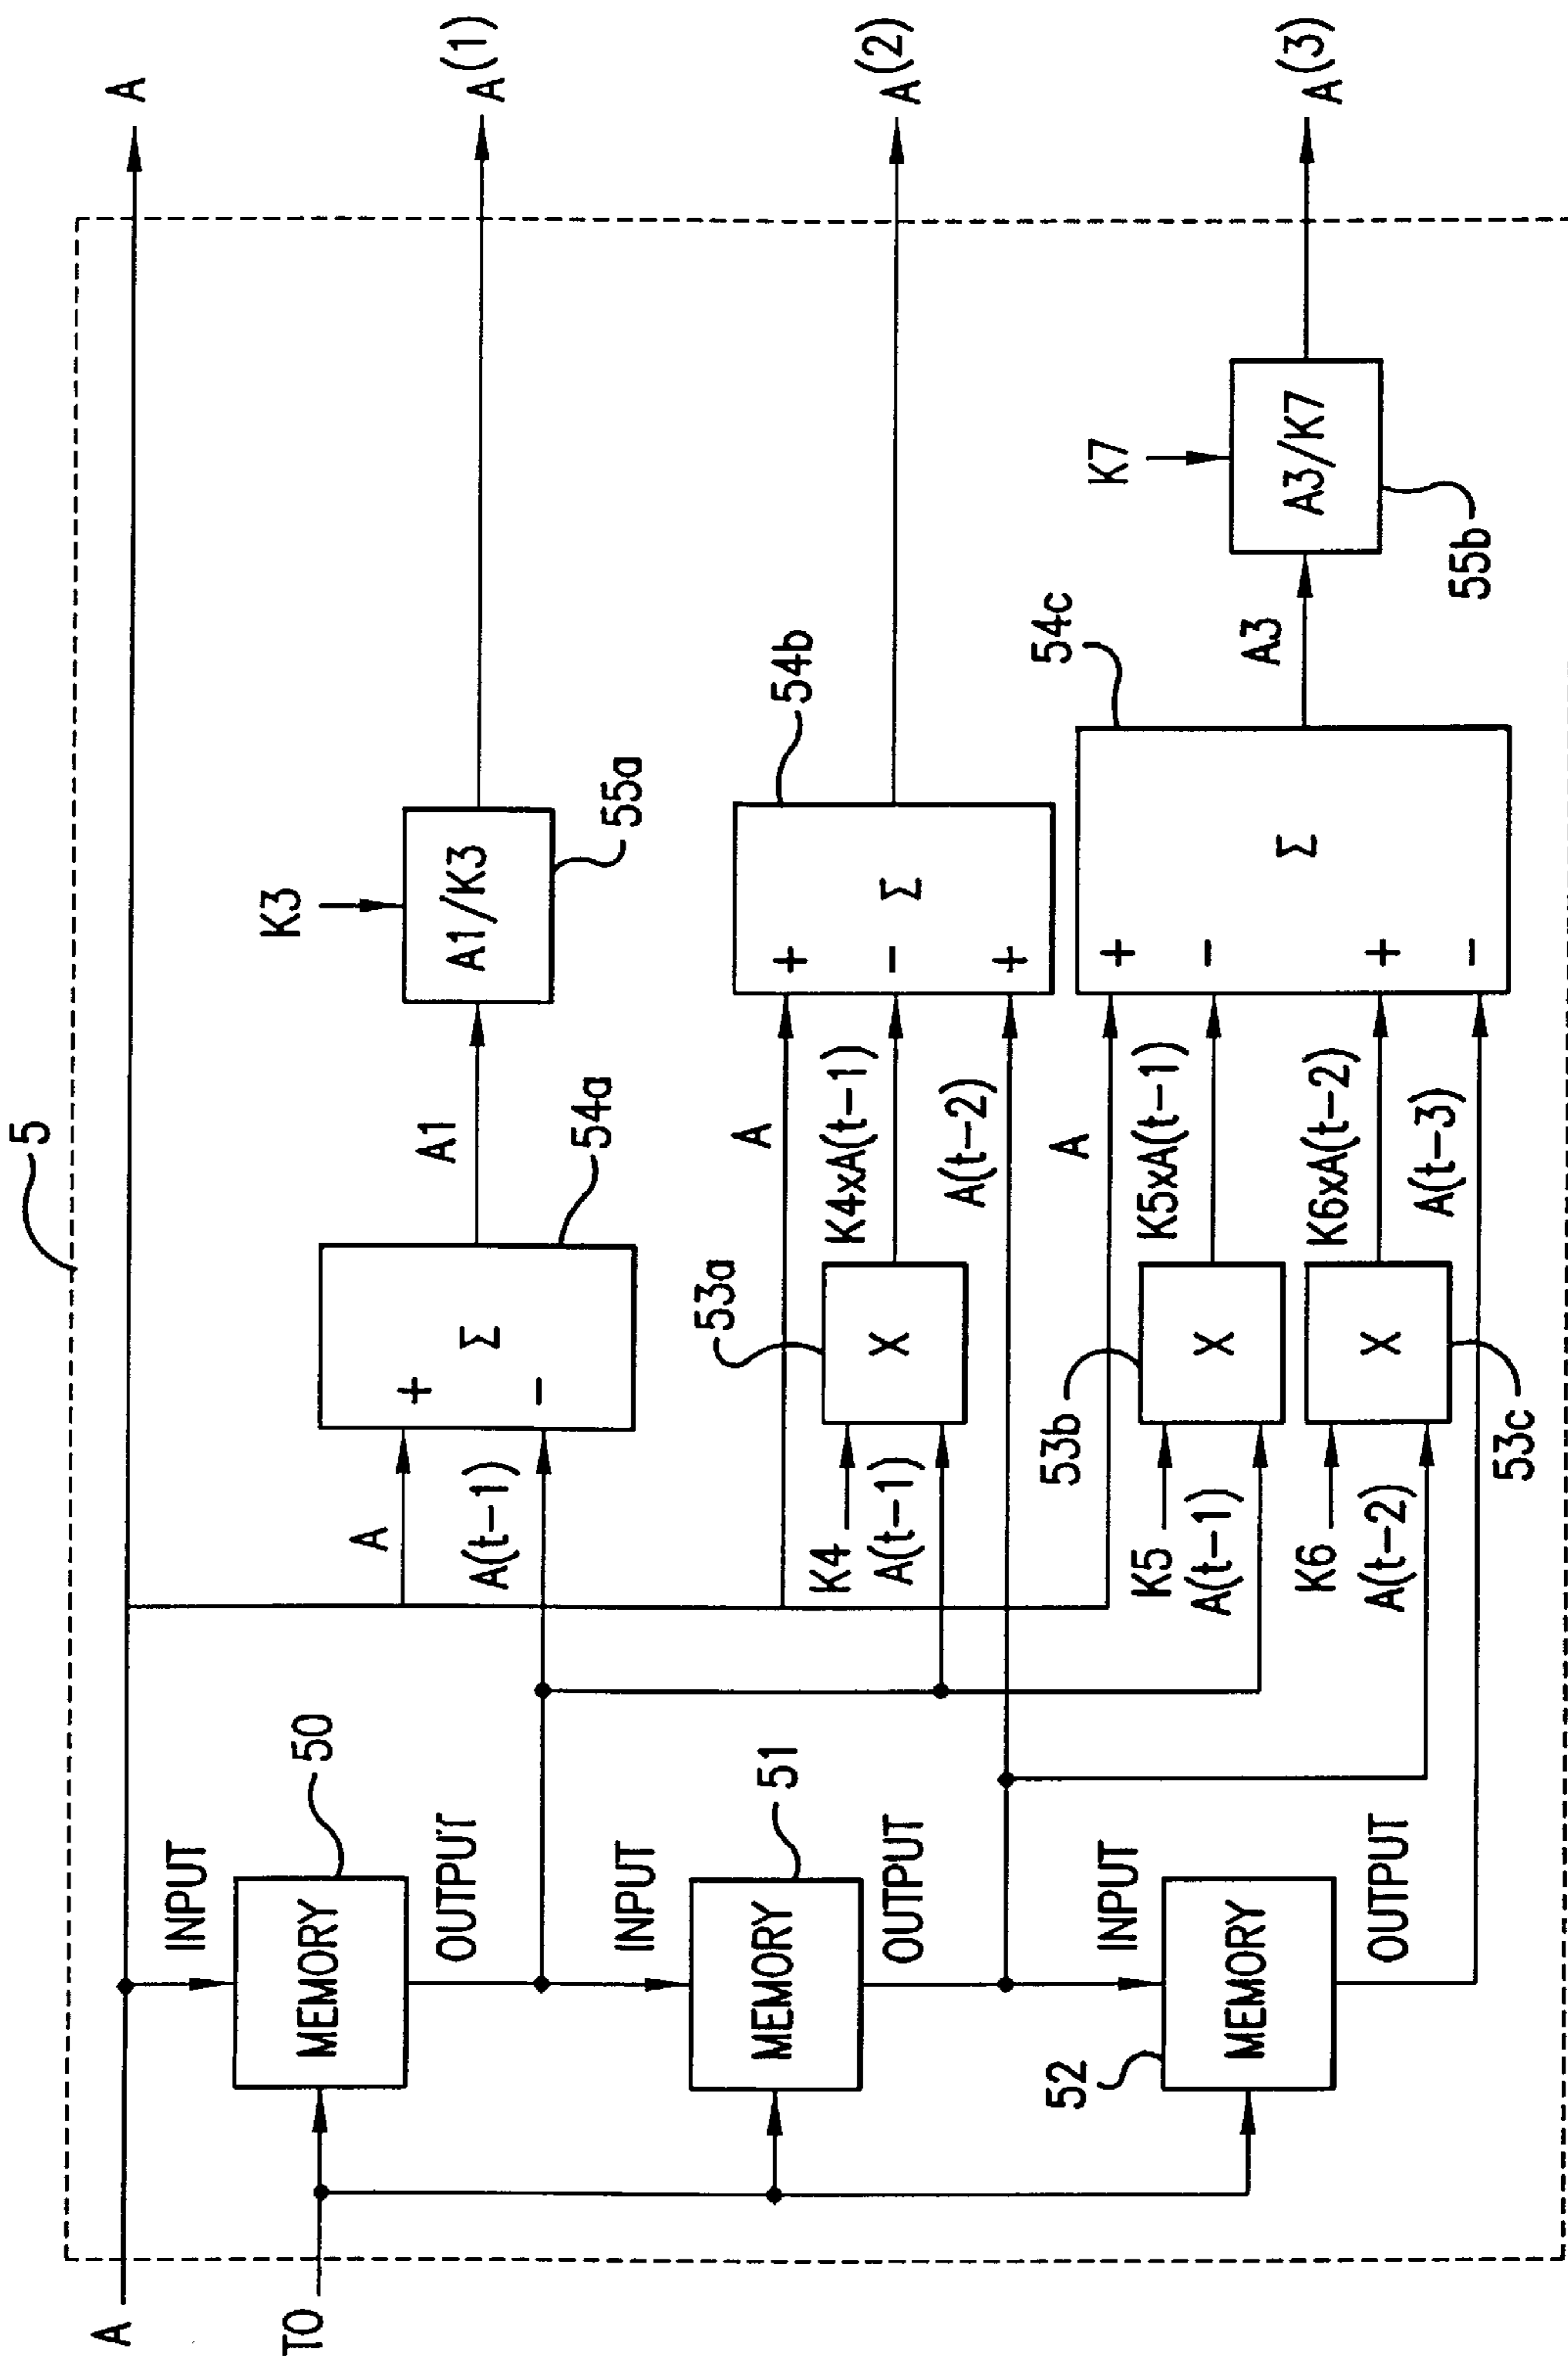 5
A
A
INPUT
MEMORY
50
OUTPUT
TO
A
A(t-1)
+
-
Σ
54a
A1
K3
A1/K3
55a
A(1)
INPUT
MEMORY
51
OUTPUT
K4
A(t-1)
X
53a
A
K4xA(t-1)
A(t-2)
+
-
+
Σ
54b
A(2)
INPUT
52
MEMORY
OUTPUT
K5
A(t-1)
X
53b
K6
A(t-2)
X
53c
A
K5xA(t-1)
K6xA(t-2)
A(t-3)
+
-
+
-
Σ
54c
A3
K7
A3/K7
55b
A(3)